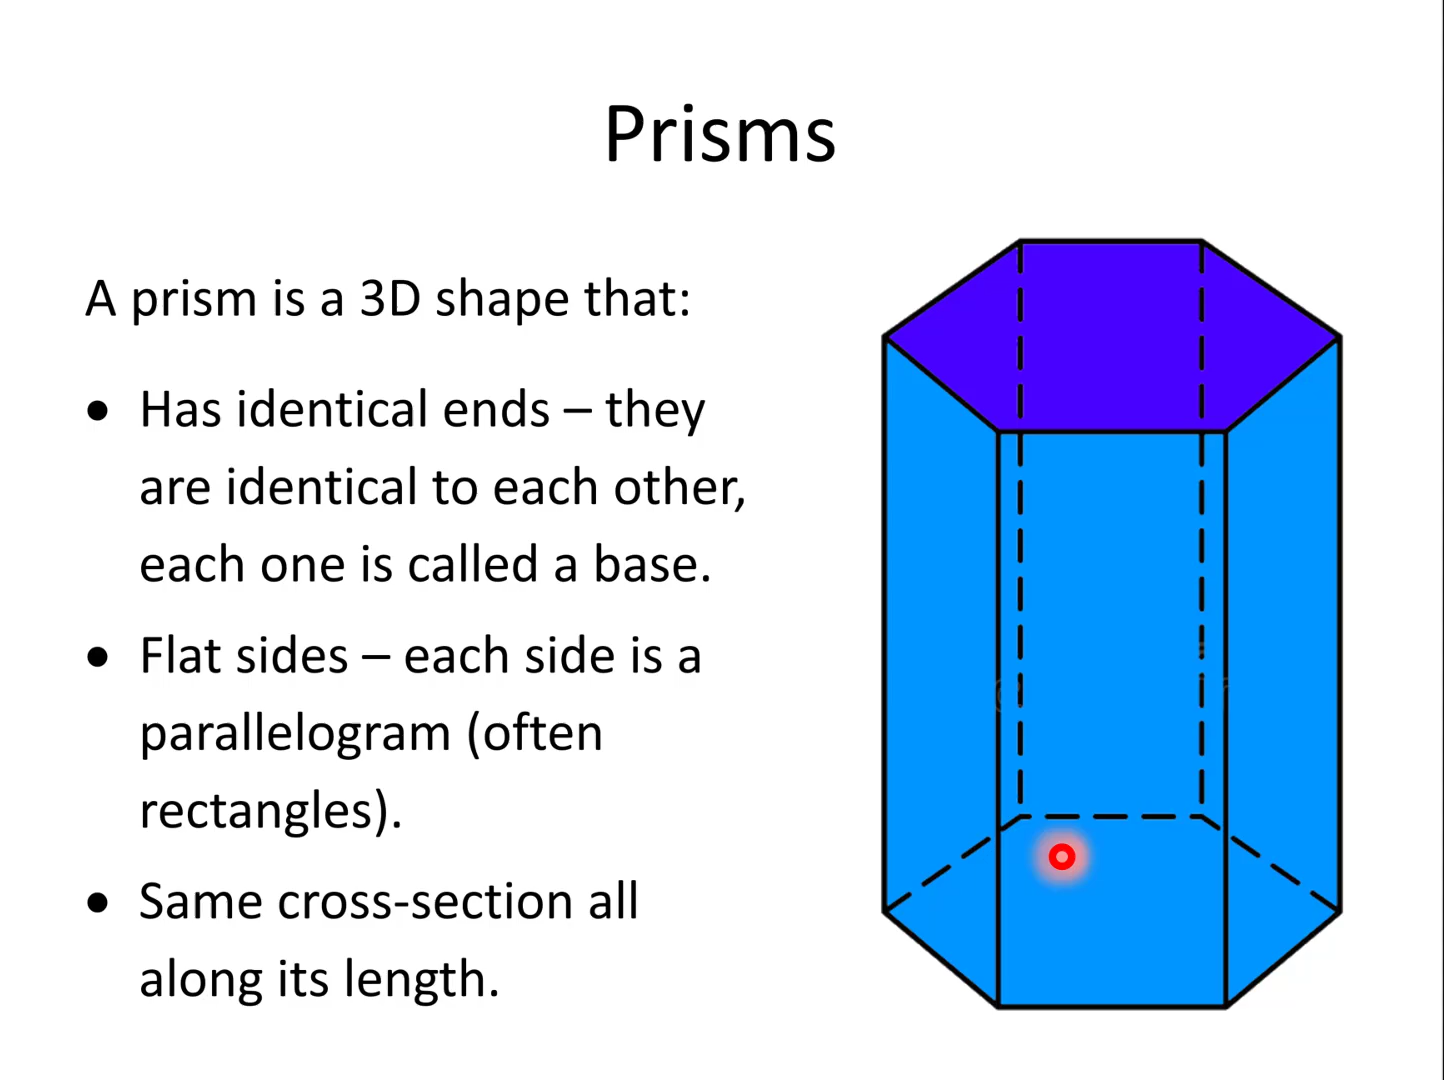 Prisms
A prism is a 3D shape that:
• Has identical ends – they
are identical to each other,
each one is called a base.
• Flat sides – each side is a
parallelogram (often
rectangles).
• Same cross-section all
along its length.